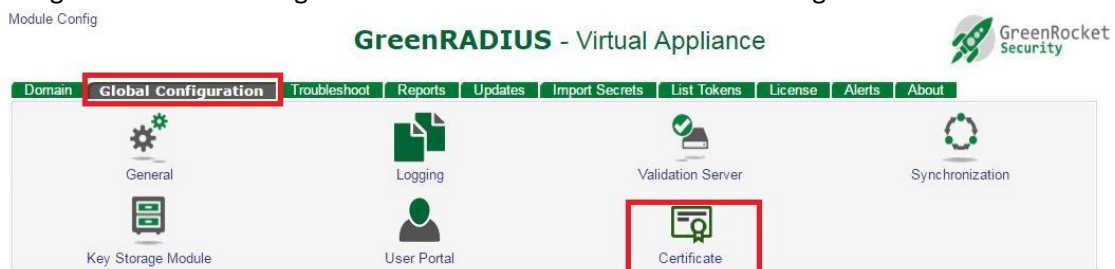 Module Config
GreenRADIUS - Virtual Appliance
GreenRocket
Security
Domain Global Configuration Troubleshoot Reports Updates Import Secrets List Tokens License Alerts About
General Logging Validation Server Synchronization
Key Storage Module User Portal Certificate